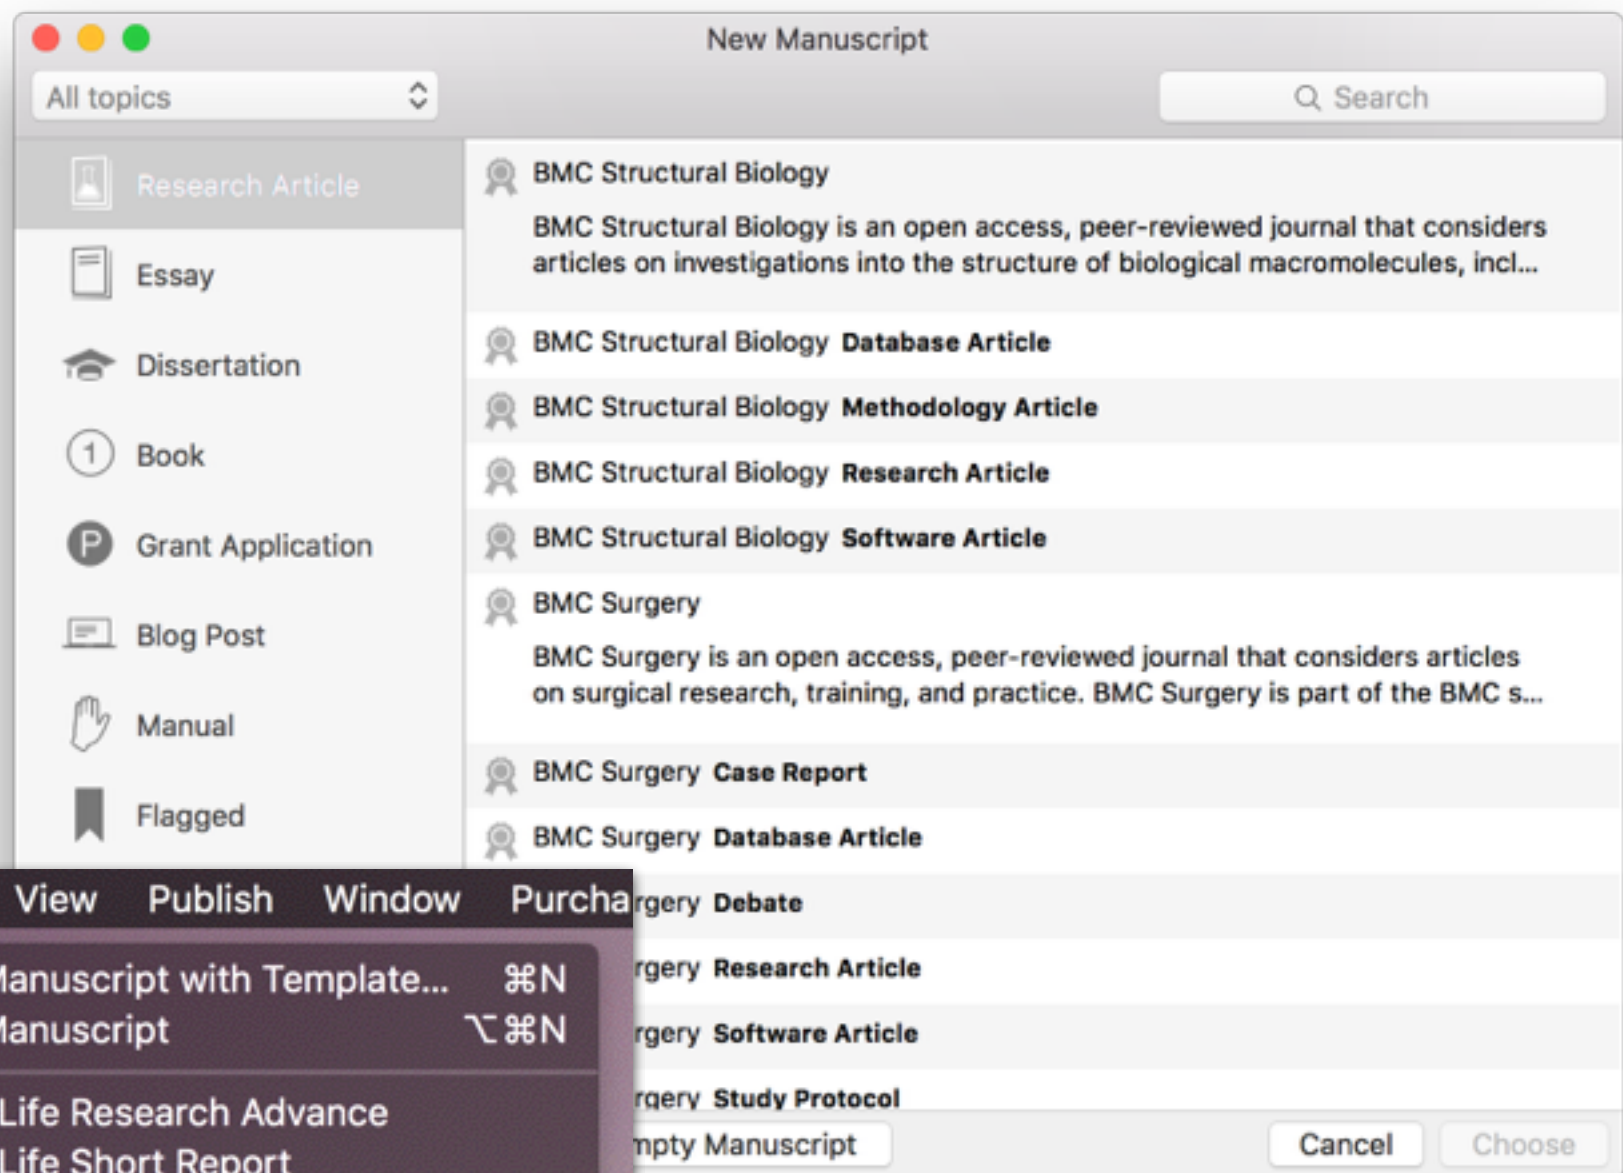 New Manuscript
All topics
Search
Research Article
Essay
Dissertation
Book
Grant Application
Blog Post
Manual
Flagged
BMC Structural Biology
BMC Structural Biology is an open access, peer-reviewed journal that considers
articles on investigations into the structure of biological macromolecules, incl...
BMC Structural Biology Database Article
BMC Structural Biology Methodology Article
BMC Structural Biology Research Article
BMC Structural Biology Software Article
BMC Surgery
BMC Surgery is an open access, peer-reviewed journal that considers articles
on surgical research, training, and practice. BMC Surgery is part of the BMC s...
BMC Surgery Case Report
BMC Surgery Database Article
rgery Debate
rgery Research Article
rgery Software Article
rgery Study Protocol
mpty Manuscript
Cancel
Choose
View Publish Window Purcha
Manuscript with Template... ⌘N
Manuscript ⌥⌘N
Life Research Advance
Life Short Report